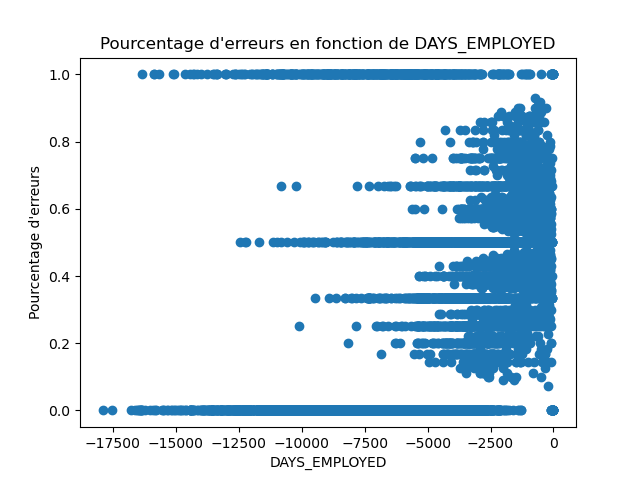 Pourcentage d'erreurs en fonction de DAYS_EMPLOYED
1.0
0.8
0.6
0.4
0.2
0.0
Pourcentage d'erreurs
−17500 −15000 −12500 −10000 −7500 −5000 −2500 0
DAYS_EMPLOYED